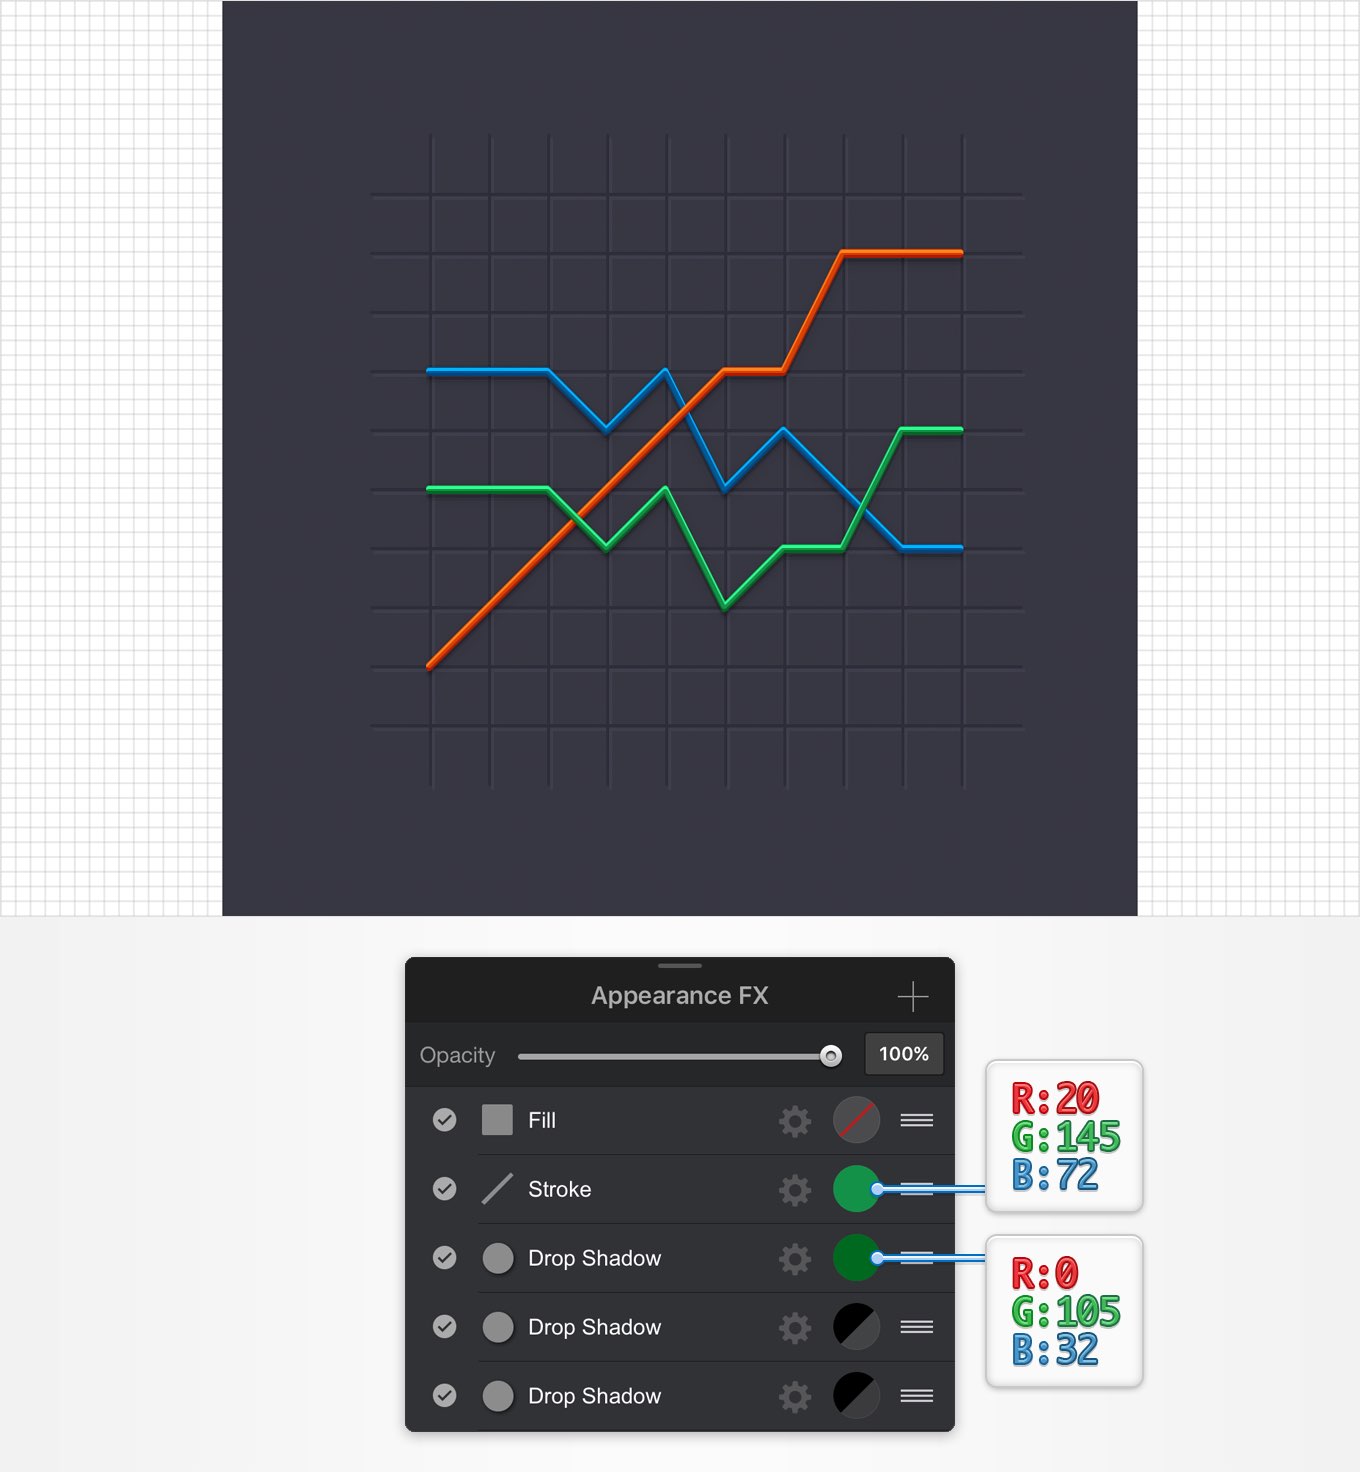 Appearance FX
Opacity 100%
Fill
Stroke
Drop Shadow
Drop Shadow
Drop Shadow
R:20
G:145
B:72
R:0
G:105
B:32